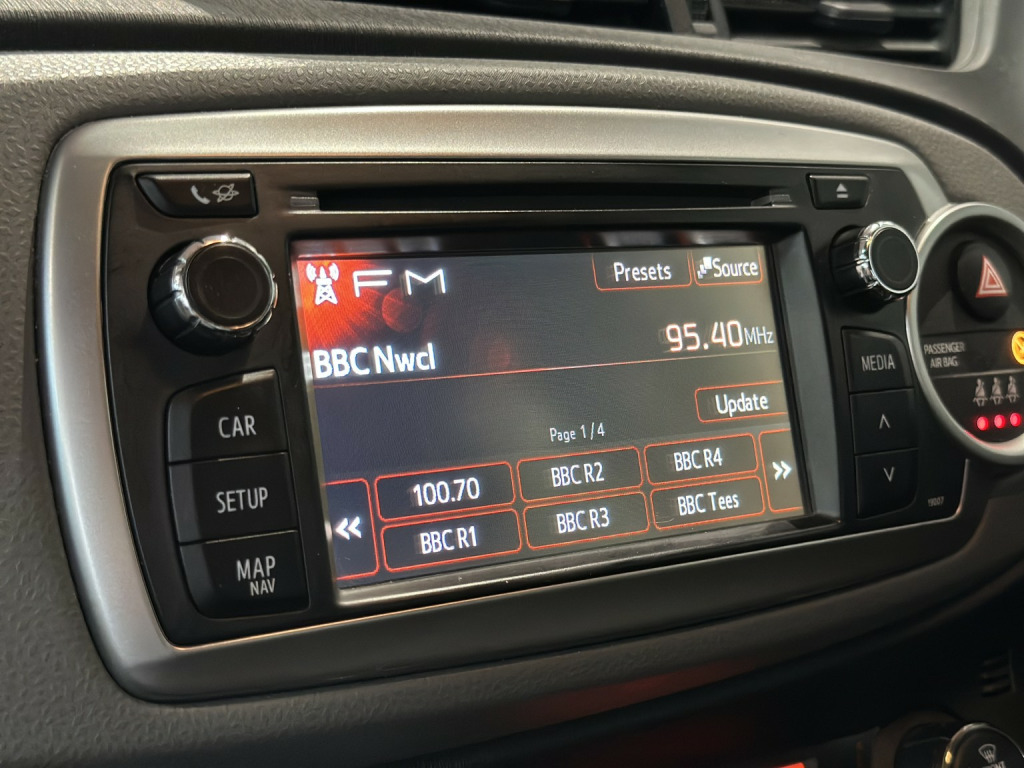 FM
Presets
Source
BBC Nwcl
95.40MHz
Update
Page 1/4
100.70
BBC R2
BBC R4
BBC R1
BBC R3
BBC Tees
CAR
SETUP
MAP
NAV
MEDIA
PASSENGER
AIR BAG